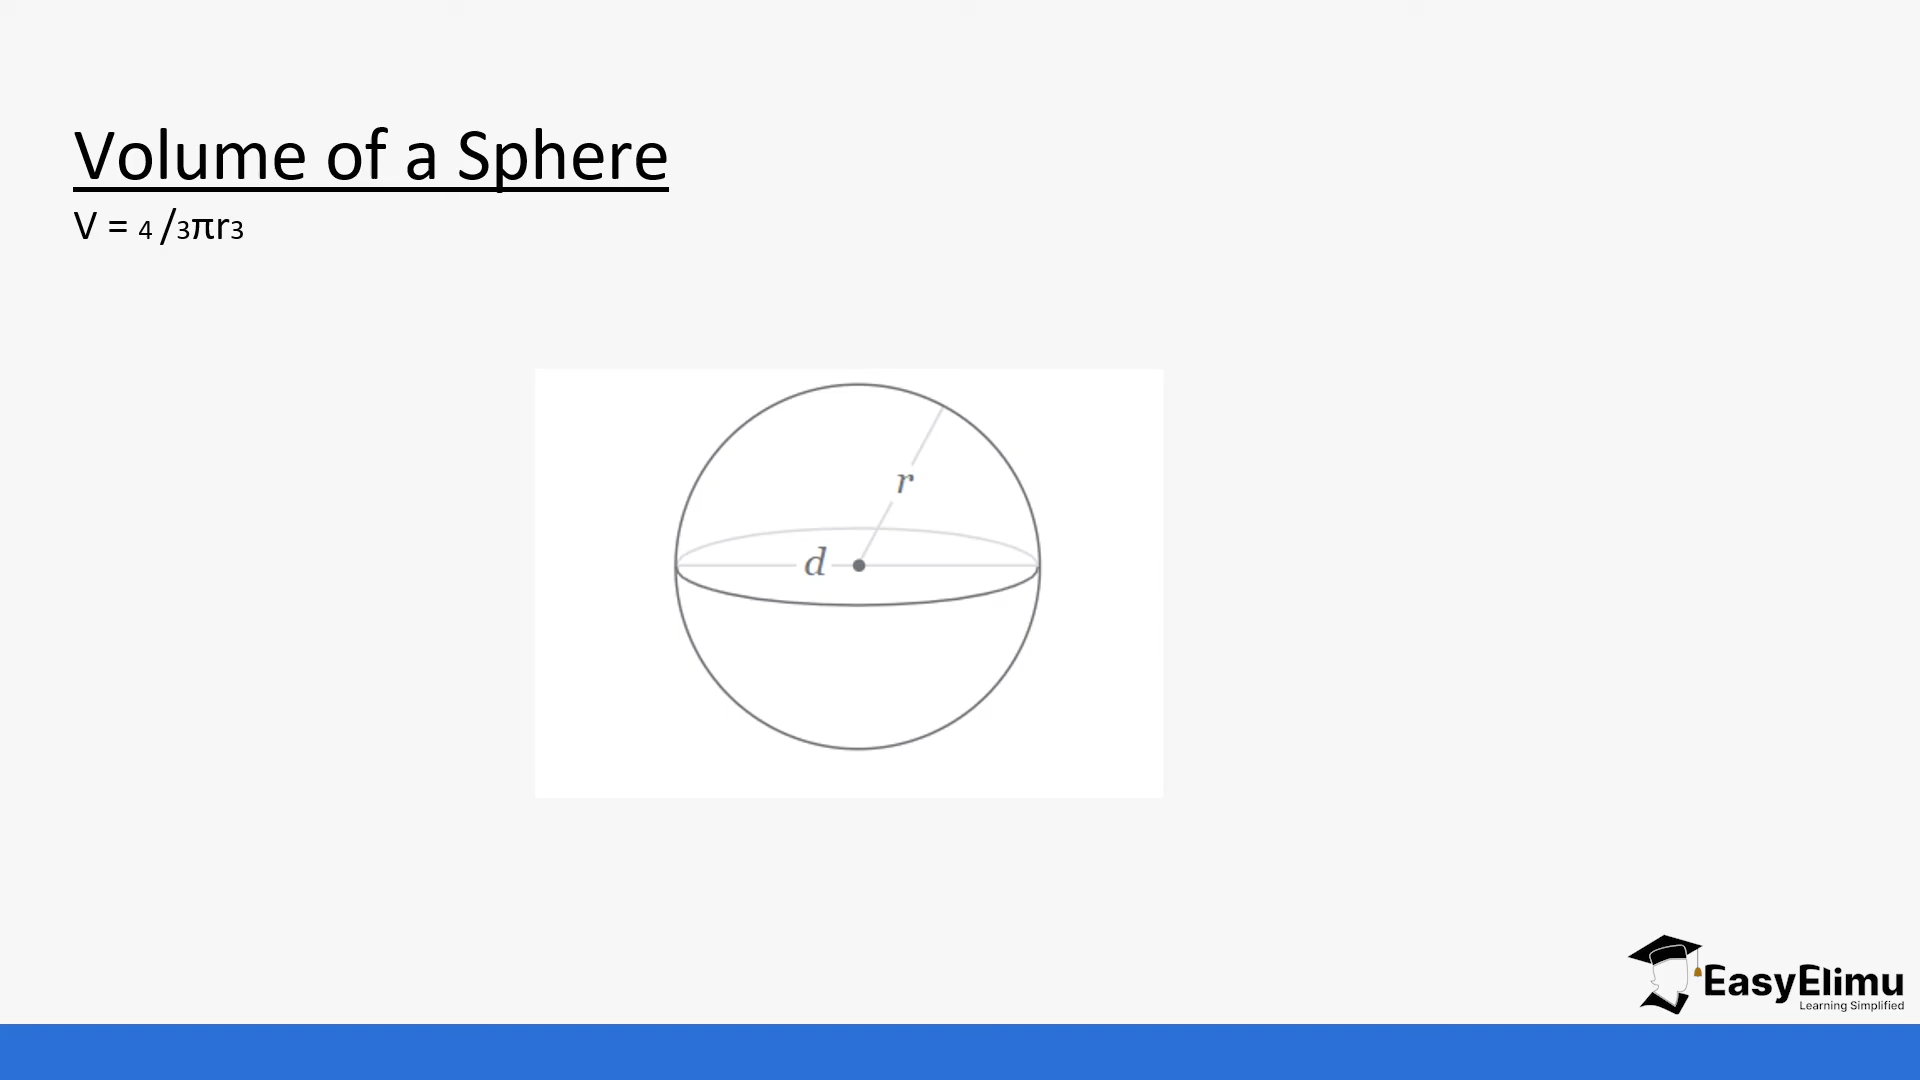 Volume of a Sphere
V = 4 /3πr3
r
d
EasyElimu
Learning Simplified